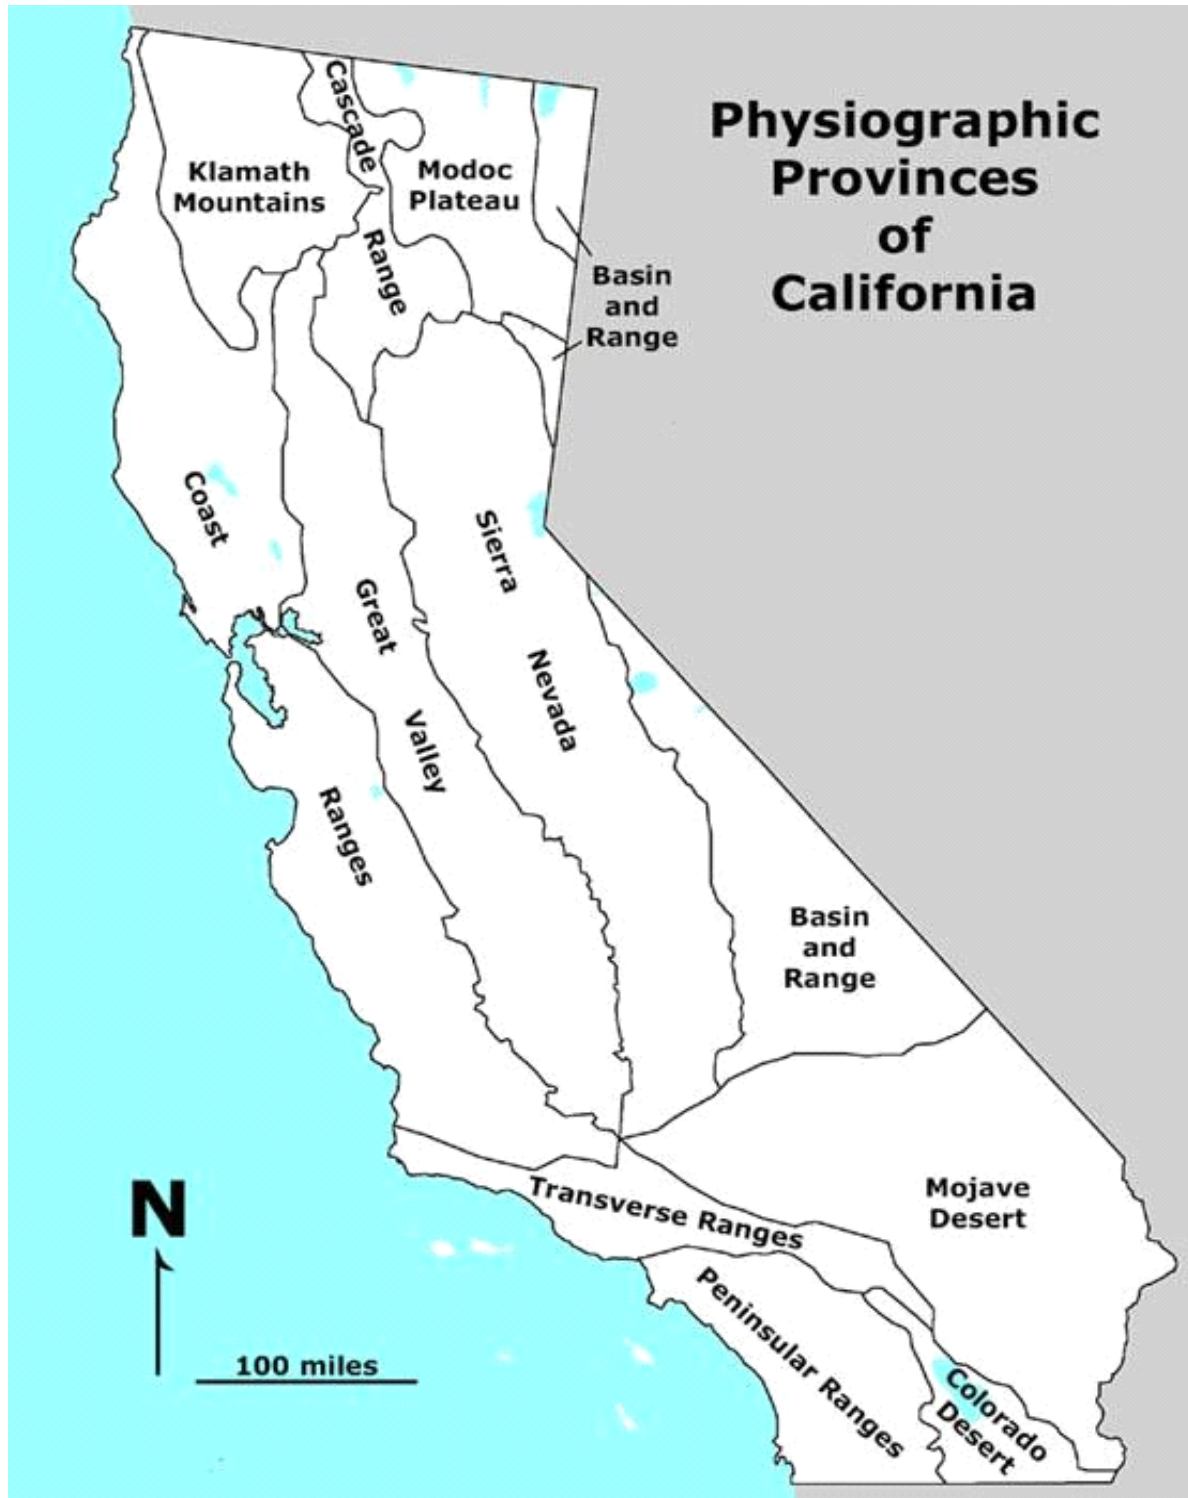 Physiographic
Provinces
of
California
Cascade
Range
Klamath
Mountains
Modoc
Plateau
Basin
and
Range
Coast
Ranges
Great
Valley
Sierra
Nevada
Basin
and
Range
Mojave
Desert
Transverse Ranges
Peninsular Ranges
Colorado
Desert
N
100 miles